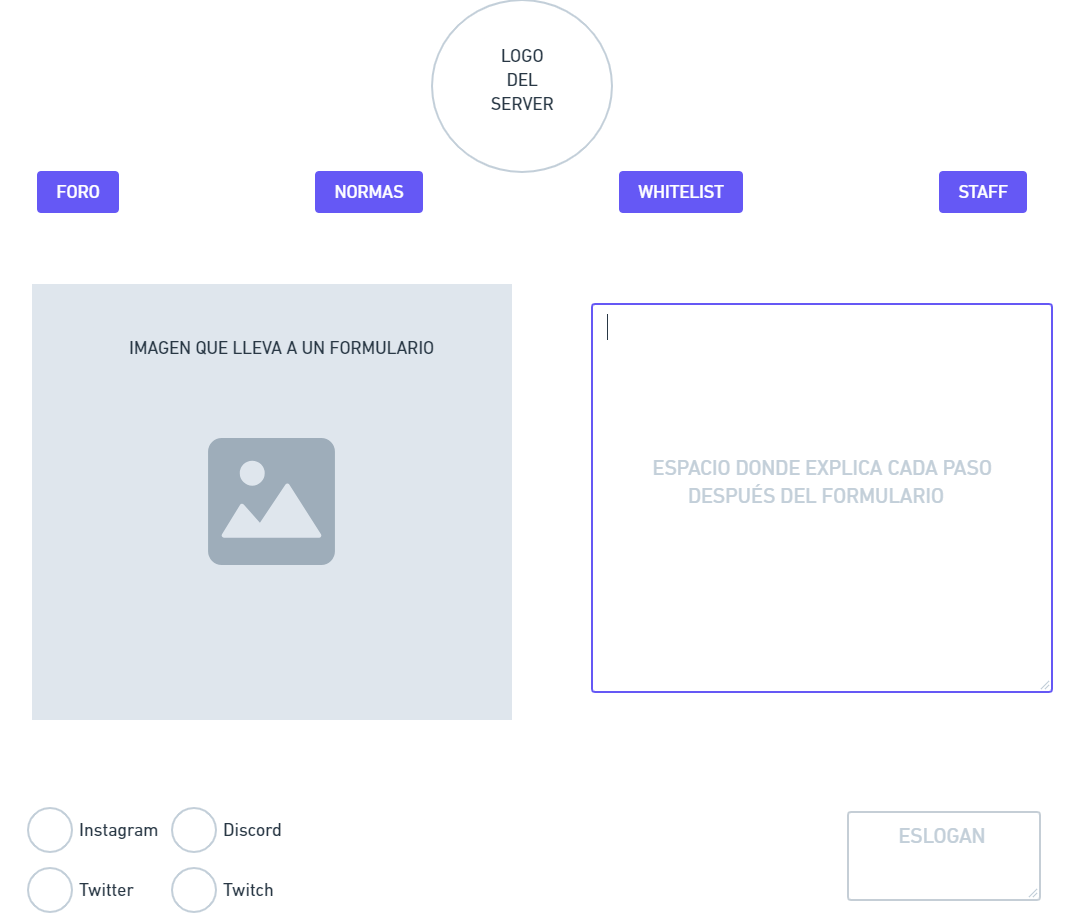 LOGO
DEL
SERVER
FORO
NORMAS
WHITELIST
STAFF
IMAGEN QUE LLEVA A UN FORMULARIO
ESPACIO DONDE EXPLICA CADA PASO
DESPUÉS DEL FORMULARIO
Instagram
Discord
Twitter
Twitch
ESLOGAN